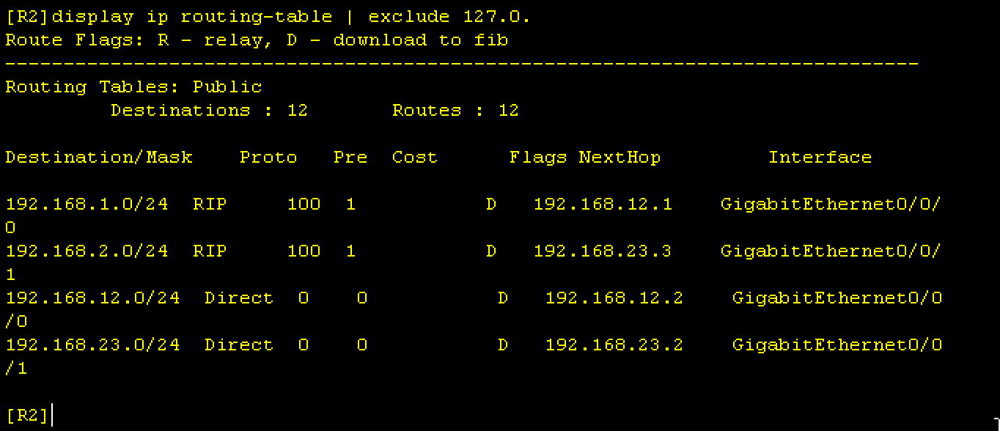 [R2]display ip routing-table | exclude 127.0.
Route Flags: R - relay, D - download to fib
------------------------------------------------------------------------------
Routing Tables: Public
         Destinations : 12       Routes : 12

Destination/Mask    Proto   Pre  Cost      Flags NextHop         Interface

192.168.1.0/24  RIP     100  1           D   192.168.12.1    GigabitEthernet0/0/
0
192.168.2.0/24  RIP     100  1           D   192.168.23.3    GigabitEthernet0/0/
1
192.168.12.0/24  Direct  0    0           D   192.168.12.2    GigabitEthernet0/0
/0
192.168.23.0/24  Direct  0    0           D   192.168.23.2    GigabitEthernet0/0
/1

[R2]